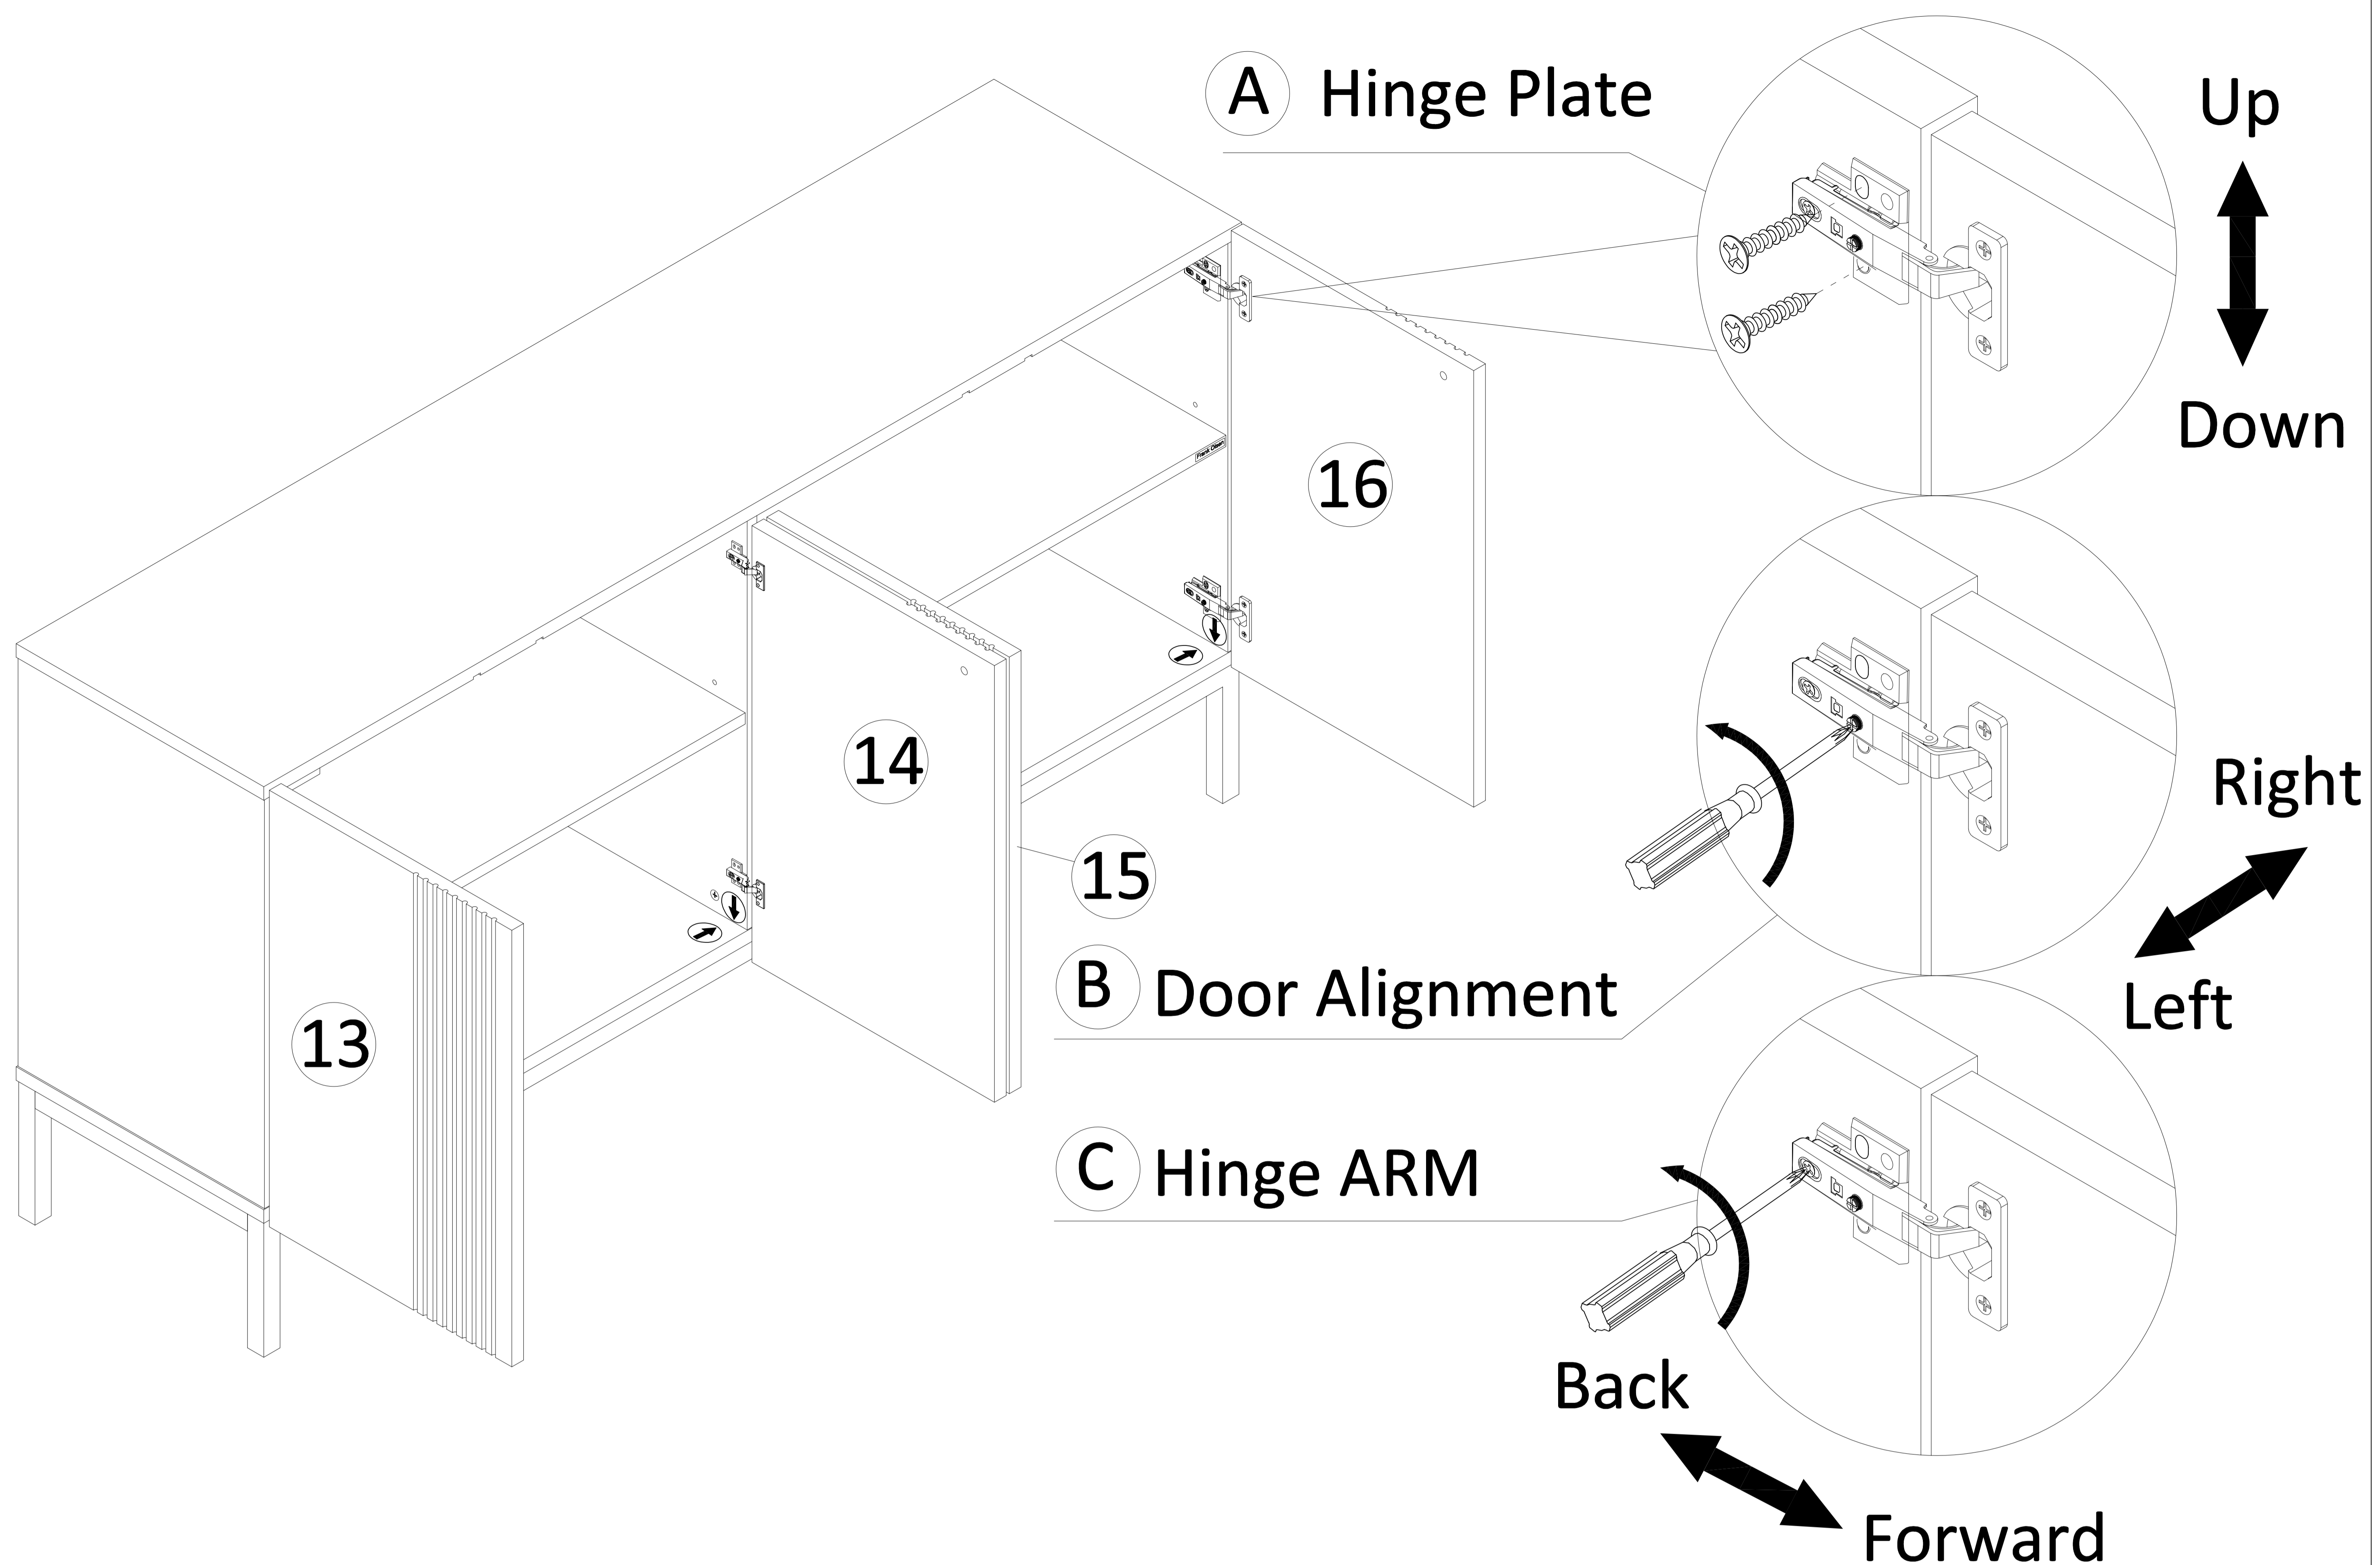 A Hinge Plate
Up
Down
16
14
15
13
B Door Alignment
Right
Left
C Hinge ARM
Back
Forward